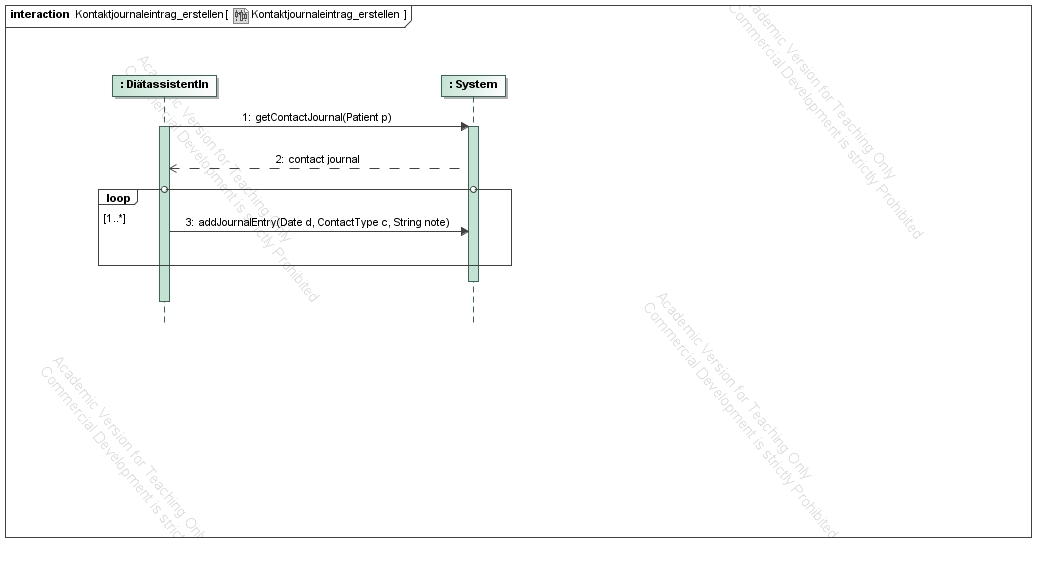 interaction Kontaktjournaleintrag_erstellen [ Kontaktjournaleintrag_erstellen ]
: DiätassistentIn
: System
1: getContactJournal(Patient p)
2: contact journal
loop
[1..*]
3: addJournalEntry(Date d, ContactType c, String note)
Academic Version for Teaching Only
Commercial Development is strictly Prohibited
Academic Version for Teaching Only
Commercial Development is strictly Prohibited
Academic Version for Teaching Only
Commercial Development is strict
Academic Version for Teaching Only
Commercial Development is strictly Prohibited